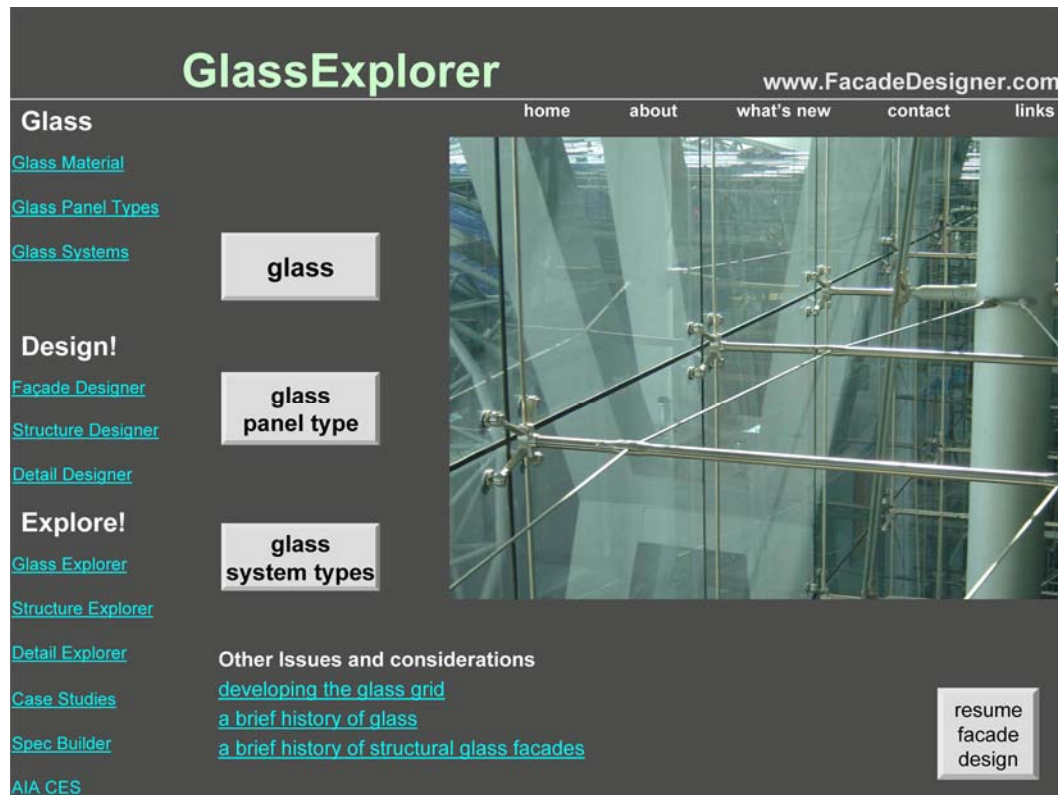 GlassExplorer
www.FacadeDesigner.com
home about what's new contact links
Glass
Glass Material
Glass Panel Types
Glass Systems
Design!
Façade Designer
Structure Designer
Detail Designer
Explore!
Glass Explorer
Structure Explorer
Detail Explorer
Case Studies
Spec Builder
AIA CES
glass
glass
panel type
glass
system types
Other Issues and considerations
developing the glass grid
a brief history of glass
a brief history of structural glass facades
resume
facade
design